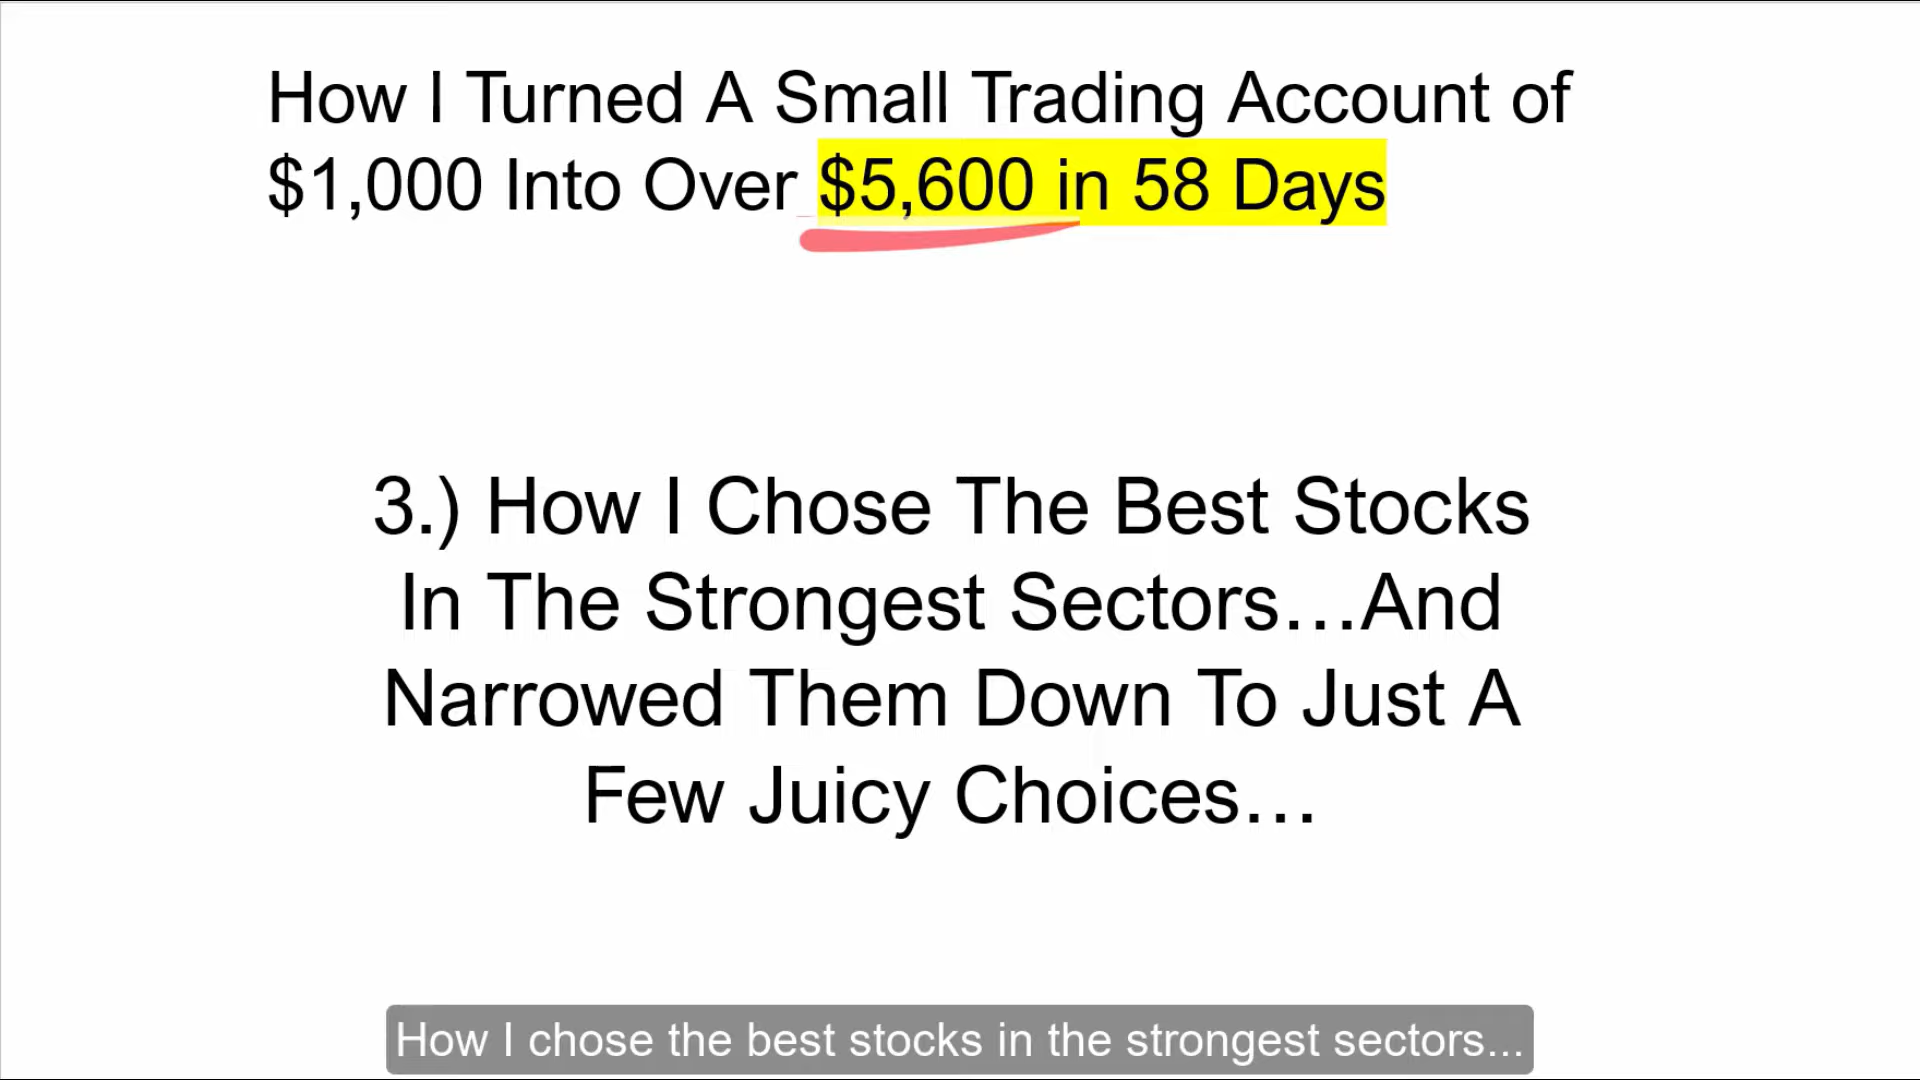 How I Turned A Small Trading Account of
$1,000 Into Over $5,600 in 58 Days
3.) How I Chose The Best Stocks
In The Strongest Sectors…And
Narrowed Them Down To Just A
Few Juicy Choices…
How I chose the best stocks in the strongest sectors...